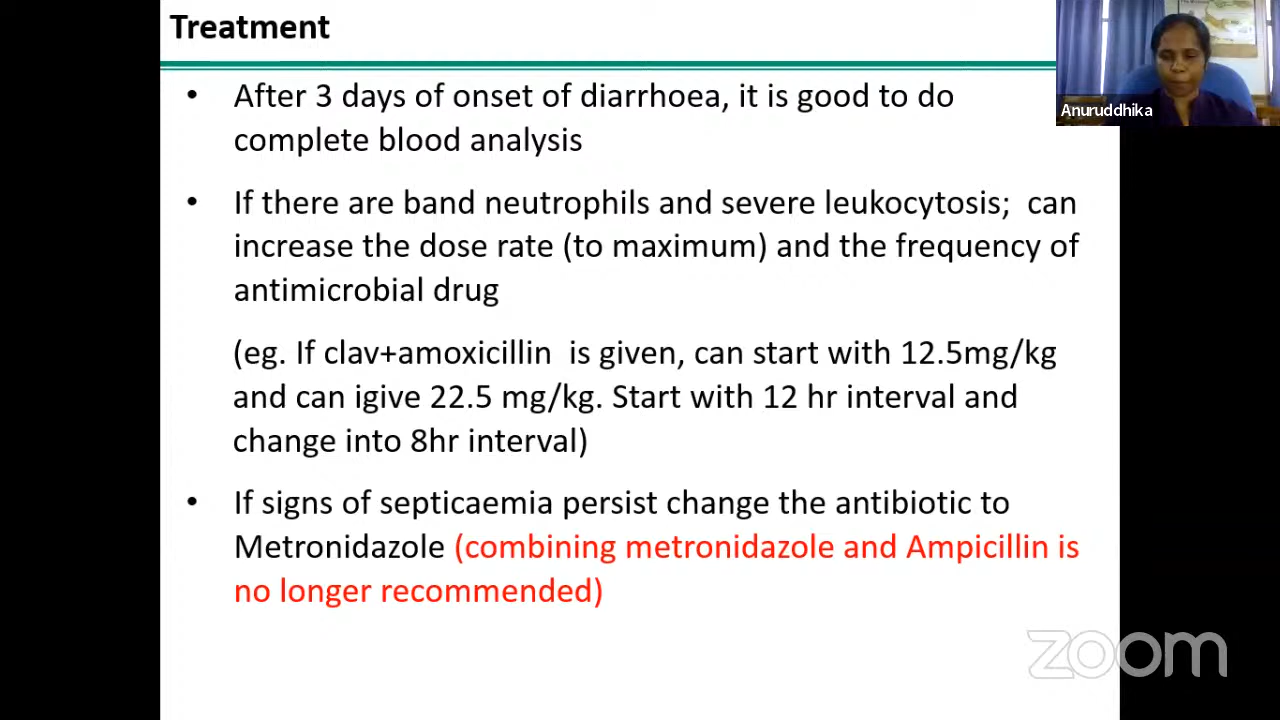 Treatment
Anuruddhika
• After 3 days of onset of diarrhoea, it is good to do
complete blood analysis
• If there are band neutrophils and severe leukocytosis; can
increase the dose rate (to maximum) and the frequency of
antimicrobial drug
(eg. If clav+amoxicillin is given, can start with 12.5mg/kg
and can igive 22.5 mg/kg. Start with 12 hr interval and
change into 8hr interval)
• If signs of septicaemia persist change the antibiotic to
Metronidazole (combining metronidazole and Ampicillin is
no longer recommended)
zoom